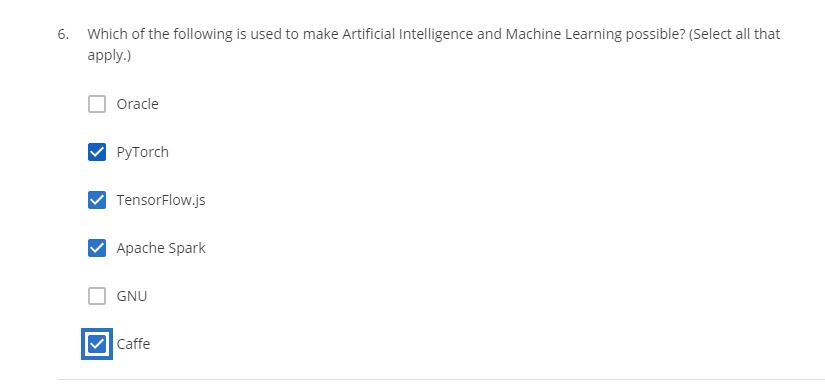 6. Which of the following is used to make Artificial Intelligence and Machine Learning possible? (Select all that
apply.)
Oracle
PyTorch
TensorFlow.js
Apache Spark
GNU
Caffe